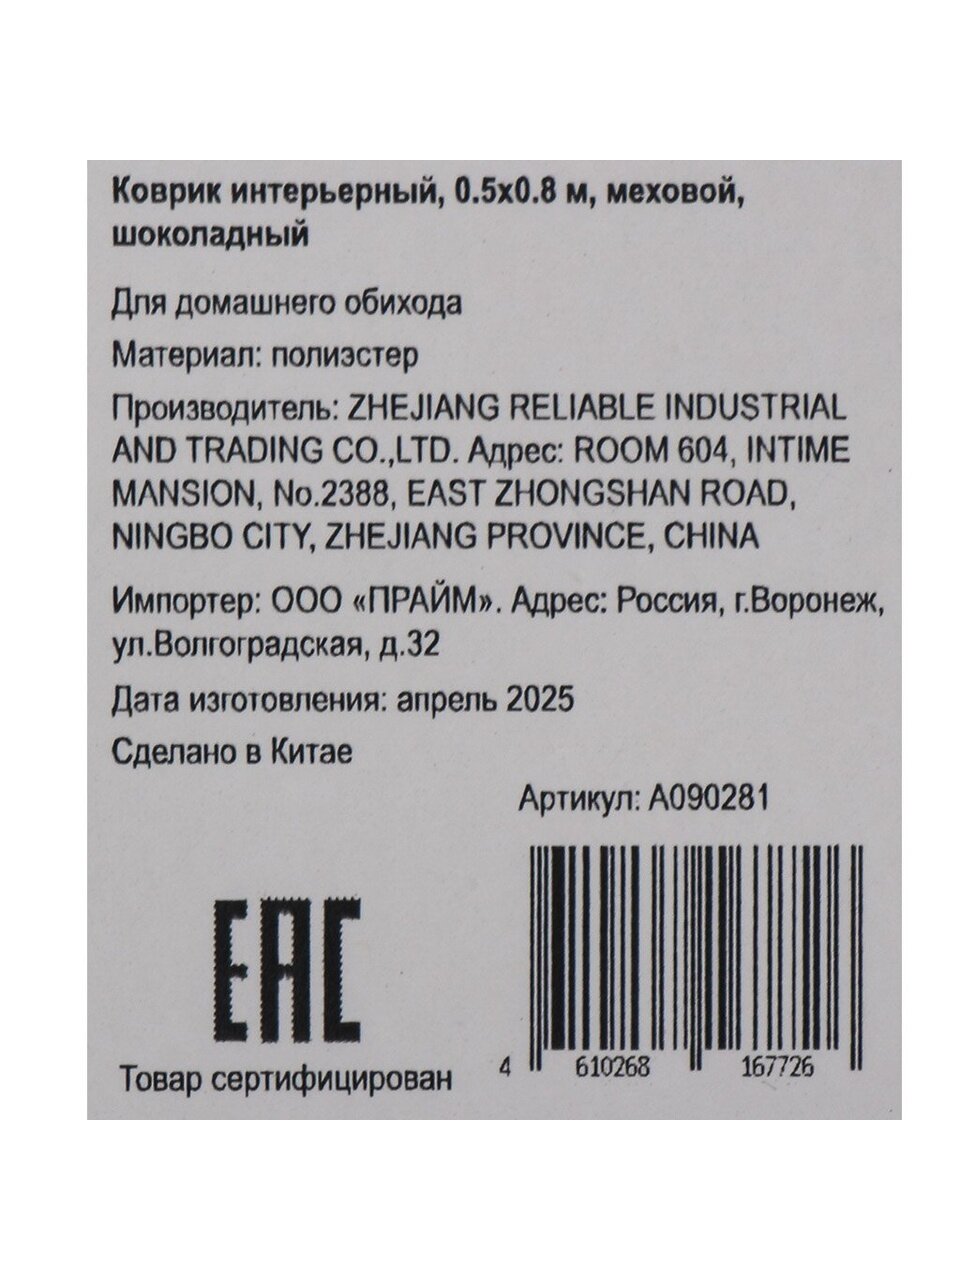 Коврик интерьерный, 0.5х0.8 м, меховой,
шоколадный
Для домашнего обихода
Материал: полиэстер
Производитель: ZHEJIANG RELIABLE INDUSTRIAL
AND TRADING CO.,LTD. Адрес: ROOM 604, INTIME
MANSION, No.2388, EAST ZHONGSHAN ROAD,
NINGBO CITY, ZHEJIANG PROVINCE, CHINA
Импортер: ООО «ПРАЙМ». Адрес: Россия, г.Воронеж,
ул.Волгоградская, д.32
Дата изготовления: апрель 2025
Сделано в Китае
Артикул: А090281
EAC
Товар сертифицирован
4 610268 167726